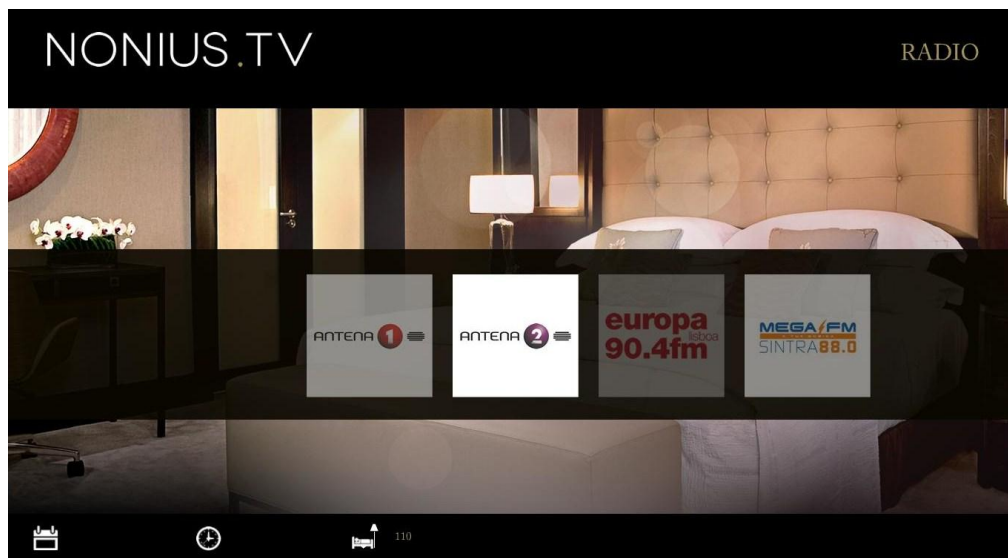 NONIUS.TV
RADIO
ANTENA 1
ANTENA 2
europa
lisboa
90.4fm
MEGA FM
SINTRA88.0
110